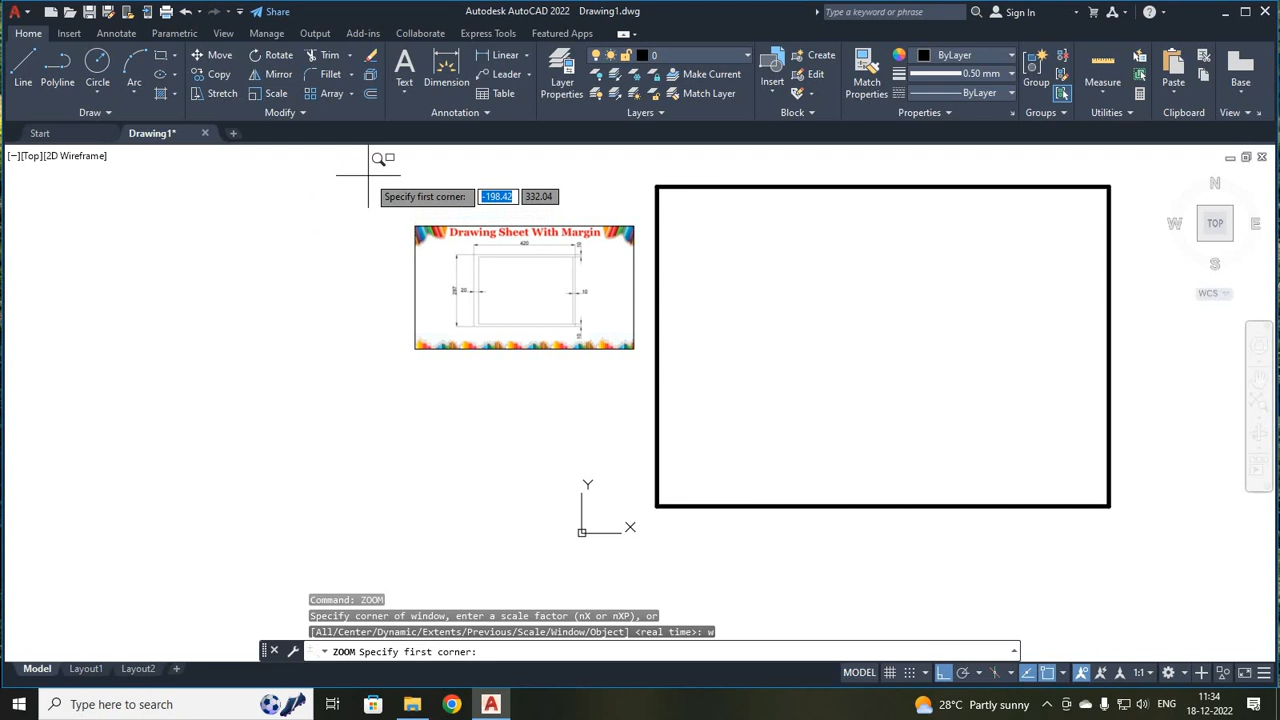 Share
Autodesk AutoCAD 2022 Drawing1.dwg
Type a keyword or phrase
Sign In
Home Insert Annotate Parametric View Manage Output Add-ins Collaborate Express Tools Featured Apps
Line Polyline Circle Arc
Draw
Move Rotate Trim
Copy Mirror Fillet
Stretch Scale Array
Modify
Text Dimension
Linear
Leader
Table
Annotation
Layer Properties
0
Make Current
Match Layer
Layers
Insert
Create
Edit
Block
Match Properties
ByLayer
0.50 mm
ByLayer
Properties
Group
Groups
Measure
Utilities
Paste
Clipboard
Base
View
Start Drawing1*
[−][Top][2D Wireframe]
Specify first corner: -198.42 332.04
Drawing Sheet With Margin
420
10
297
20
10
10
N
W TOP E
S
WCS
Y
X
Command: ZOOM
Specify corner of window, enter a scale factor (nX or nXP), or
[All/Center/Dynamic/Extents/Previous/Scale/Window/Object] <real time>: w
ZOOM Specify first corner:
Model Layout1 Layout2
MODEL
1:1
Type here to search
28°C Partly sunny
ENG
11:34
18-12-2022